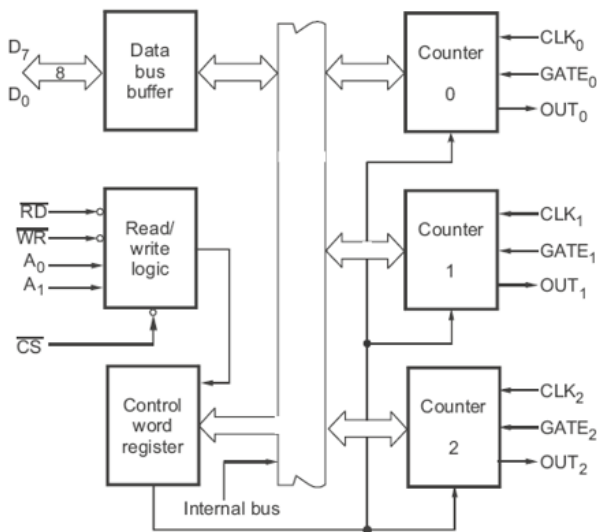 D7
8
D0
Data
bus
buffer
Counter
0
CLK0
GATE0
OUT0
RD
WR
A0
A1
CS
Read/
write
logic
Counter
1
CLK1
GATE1
OUT1
Control
word
register
Internal bus
Counter
2
CLK2
GATE2
OUT2